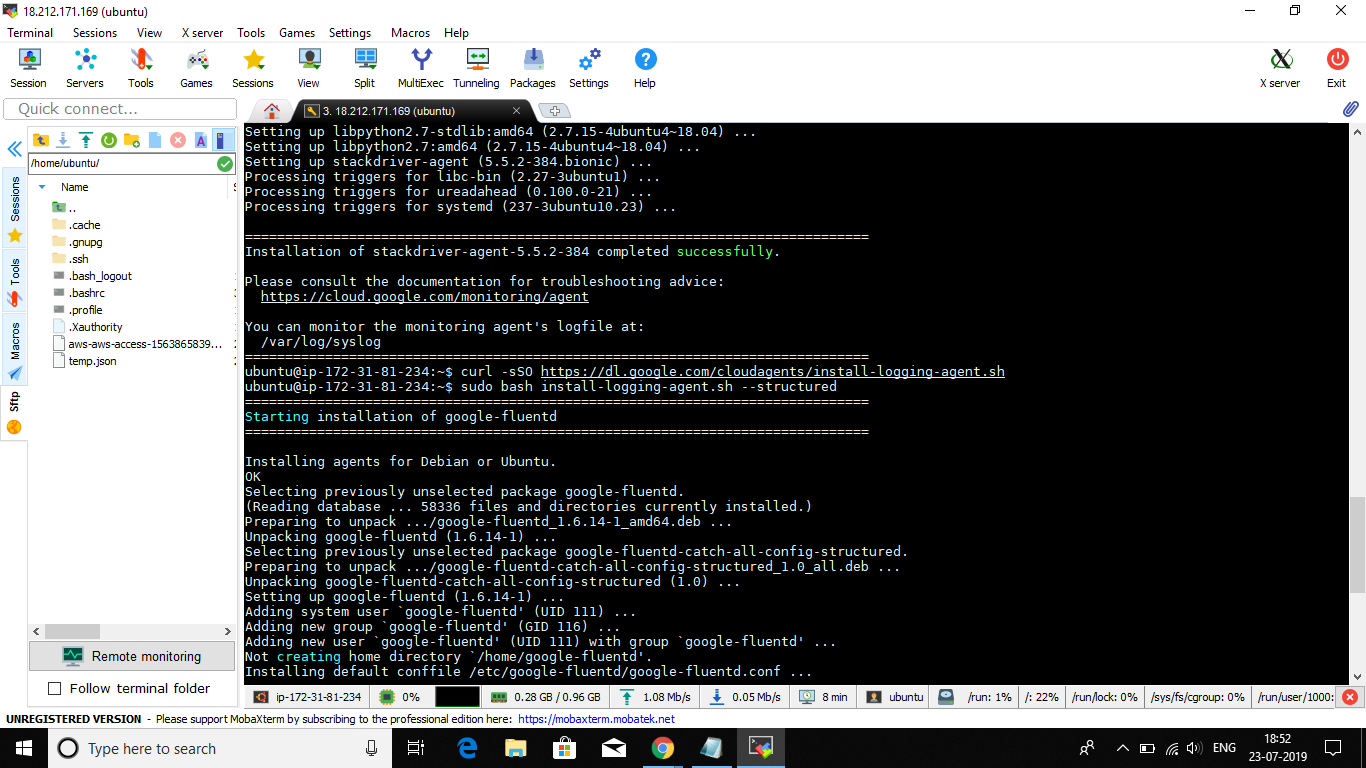 18.212.171.169 (ubuntu)
Terminal Sessions View X server Tools Games Settings Macros Help
Session Servers Tools Games Sessions View Split MultiExec Tunneling Packages Settings Help X server Exit
Quick connect...
3. 18.212.171.169 (ubuntu)
/home/ubuntu/
Name
..
.cache
.gnupg
.ssh
.bash_logout
.bashrc
.profile
.Xauthority
aws-aws-access-1563865839...
temp.json
Sessions
Tools
Macros
Sftp
Remote monitoring
Follow terminal folder
Setting up libpython2.7-stdlib:amd64 (2.7.15-4ubuntu4~18.04) ...
Setting up libpython2.7:amd64 (2.7.15-4ubuntu4~18.04) ...
Setting up stackdriver-agent (5.5.2-384.bionic) ...
Processing triggers for libc-bin (2.27-3ubuntu1) ...
Processing triggers for ureadahead (0.100.0-21) ...
Processing triggers for systemd (237-3ubuntu10.23) ...
==============================================================================
Installation of stackdriver-agent-5.5.2-384 completed successfully.
Please consult the documentation for troubleshooting advice:
https://cloud.google.com/monitoring/agent
You can monitor the monitoring agent's logfile at:
/var/log/syslog
==============================================================================
ubuntu@ip-172-31-81-234:~$ curl -sSO https://dl.google.com/cloudagents/install-logging-agent.sh
ubuntu@ip-172-31-81-234:~$ sudo bash install-logging-agent.sh --structured
==============================================================================
Starting installation of google-fluentd
==============================================================================
Installing agents for Debian or Ubuntu.
OK
Selecting previously unselected package google-fluentd.
(Reading database ... 58336 files and directories currently installed.)
Preparing to unpack .../google-fluentd_1.6.14-1_amd64.deb ...
Unpacking google-fluentd (1.6.14-1) ...
Selecting previously unselected package google-fluentd-catch-all-config-structured.
Preparing to unpack .../google-fluentd-catch-all-config-structured_1.0_all.deb ...
Unpacking google-fluentd-catch-all-config-structured (1.0) ...
Setting up google-fluentd (1.6.14-1) ...
Adding system user `google-fluentd' (UID 111) ...
Adding new group `google-fluentd' (GID 116) ...
Adding new user `google-fluentd' (UID 111) with group `google-fluentd' ...
Not creating home directory `/home/google-fluentd'.
Installing default conffile /etc/google-fluentd/google-fluentd.conf ...
ip-172-31-81-234 0% 0.28 GB / 0.96 GB 1.08 Mb/s 0.05 Mb/s 8 min ubuntu /run: 1% /: 22% /run/lock: 0% /sys/fs/cgroup: 0% /run/user/1000:
UNREGISTERED VERSION - Please support MobaXterm by subscribing to the professional edition here: https://mobaxterm.mobatek.net
Type here to search
ENG
18:52
23-07-2019